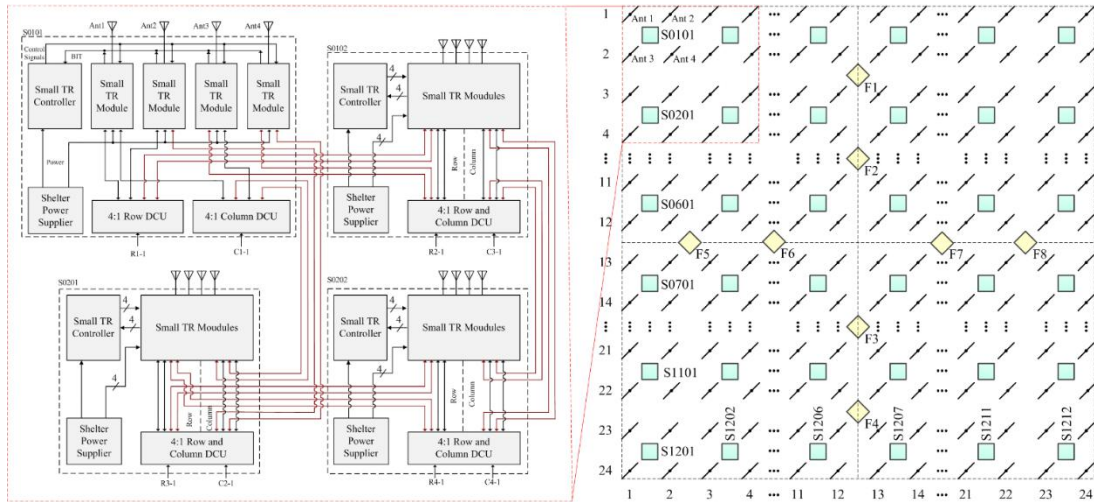 Ant1 Ant2 Ant3 Ant4
S0101
Control
Signals
BIT
Small TR
Controller
Small
TR
Module
Small
TR
Module
Small
TR
Module
Small
TR
Module
Power
Shelter
Power
Supplier
4:1 Row DCU
4:1 Column DCU
R1-1
C1-1
S0102
Small TR
Controller
4
4
Small TR Moudules
4
Row
Column
Shelter
Power
Supplier
4:1 Row and
Column DCU
R2-1
C3-1
S0201
Small TR
Controller
4
4
Small TR Moudules
4
Row
Column
Shelter
Power
Supplier
4:1 Row and
Column DCU
R3-1
C2-1
S0202
Small TR
Controller
4
4
Small TR Moudules
4
Row
Column
Shelter
Power
Supplier
4:1 Row and
Column DCU
R4-1
C4-1
1
Ant 1 Ant 2
S0101
2
Ant 3 Ant 4
F1
3
S0201
4
F2
11
S0601
12
F5 F6 F7 F8
13
S0701
14
F3
21
S1101
22
F4
23
S1202 S1206 S1207 S1211 S1212
S1201
24
1 2 3 4 ••• 11 12 13 14 ••• 21 22 23 24